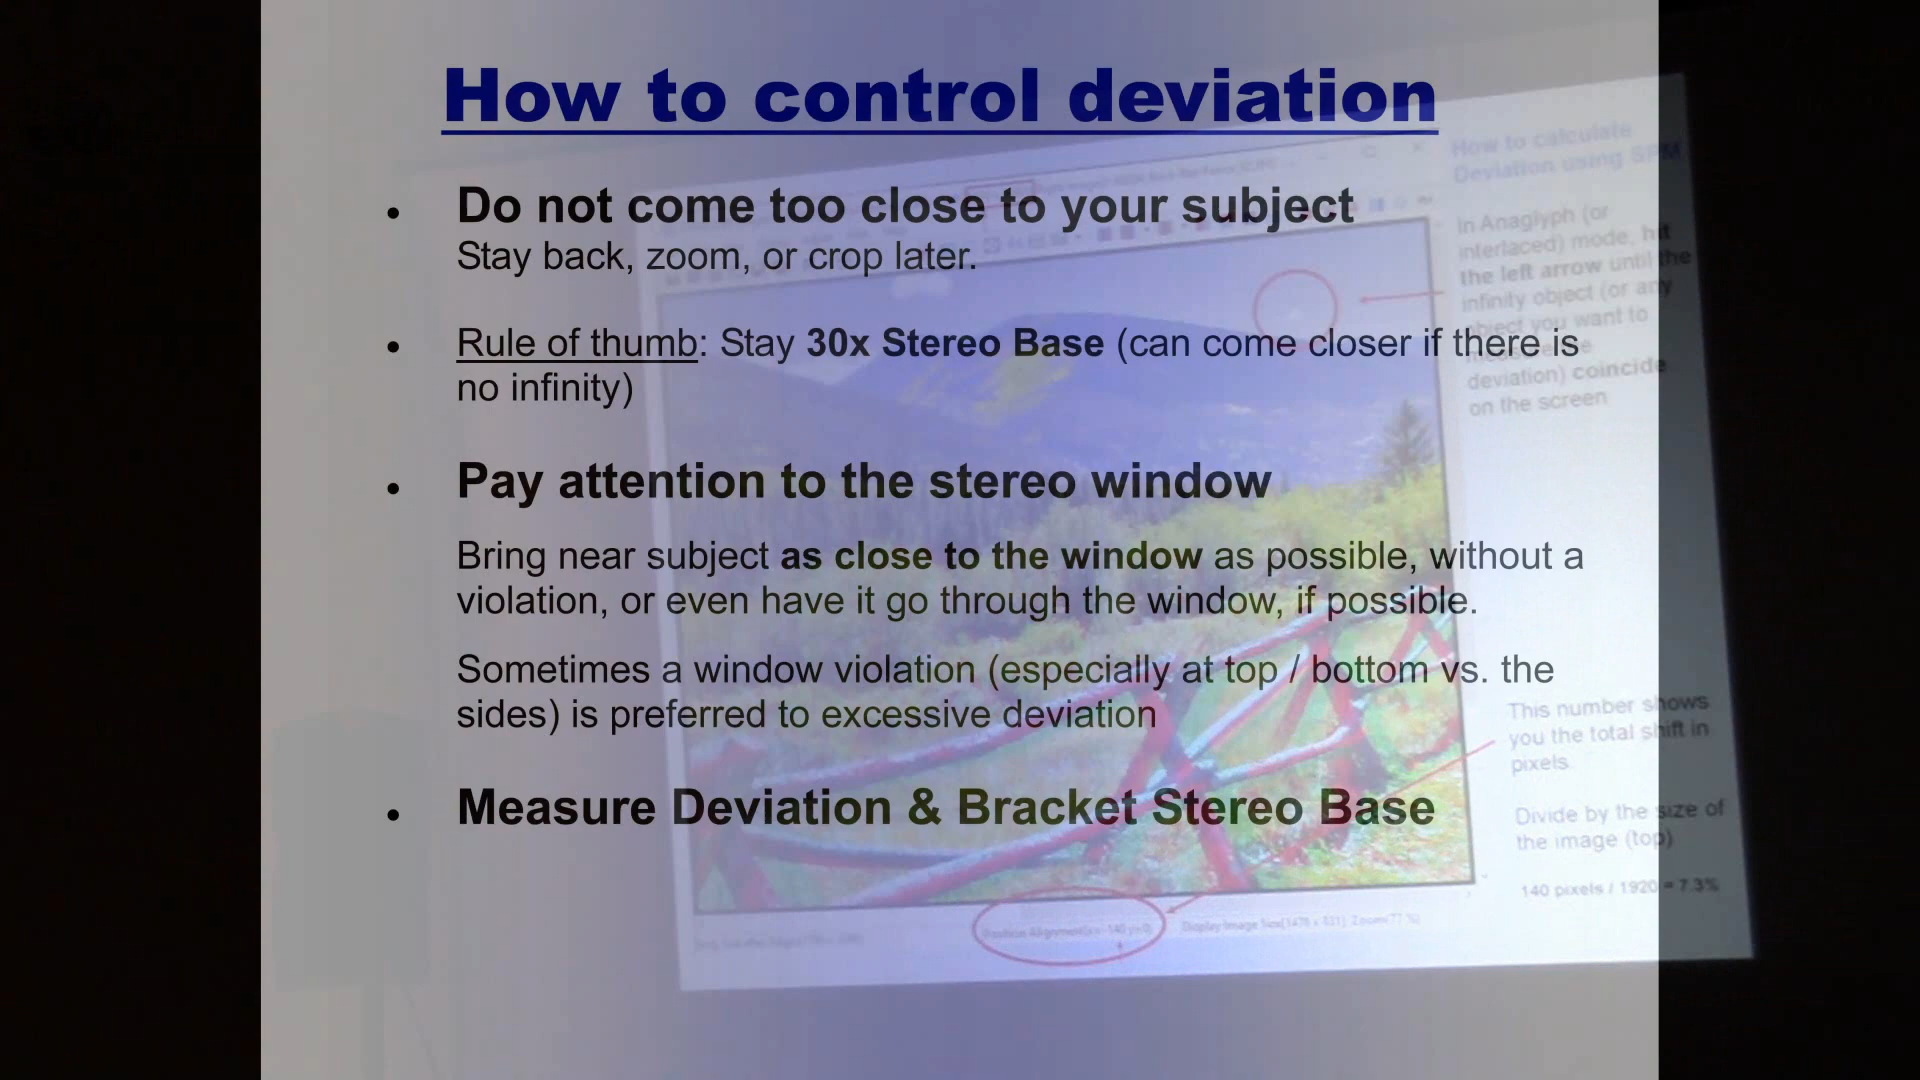 How to control deviation
• Do not come too close to your subject
Stay back, zoom, or crop later.
• Rule of thumb: Stay 30x Stereo Base (can come closer if there is
no infinity)
• Pay attention to the stereo window
Bring near subject as close to the window as possible, without a
violation, or even have it go through the window, if possible.
Sometimes a window violation (especially at top / bottom vs. the
sides) is preferred to excessive deviation
• Measure Deviation & Bracket Stereo Base
How to calculate
Deviation using SPM
In Anaglyph (or
interlaced) mode, hit
the left arrow until the
infinity object (or any
object you want to
measure
deviation) coincide
on the screen
This number shows
you the total shift in
pixels.
Divide by the size of
the image (top)
140 pixels / 1920 = 7.3%